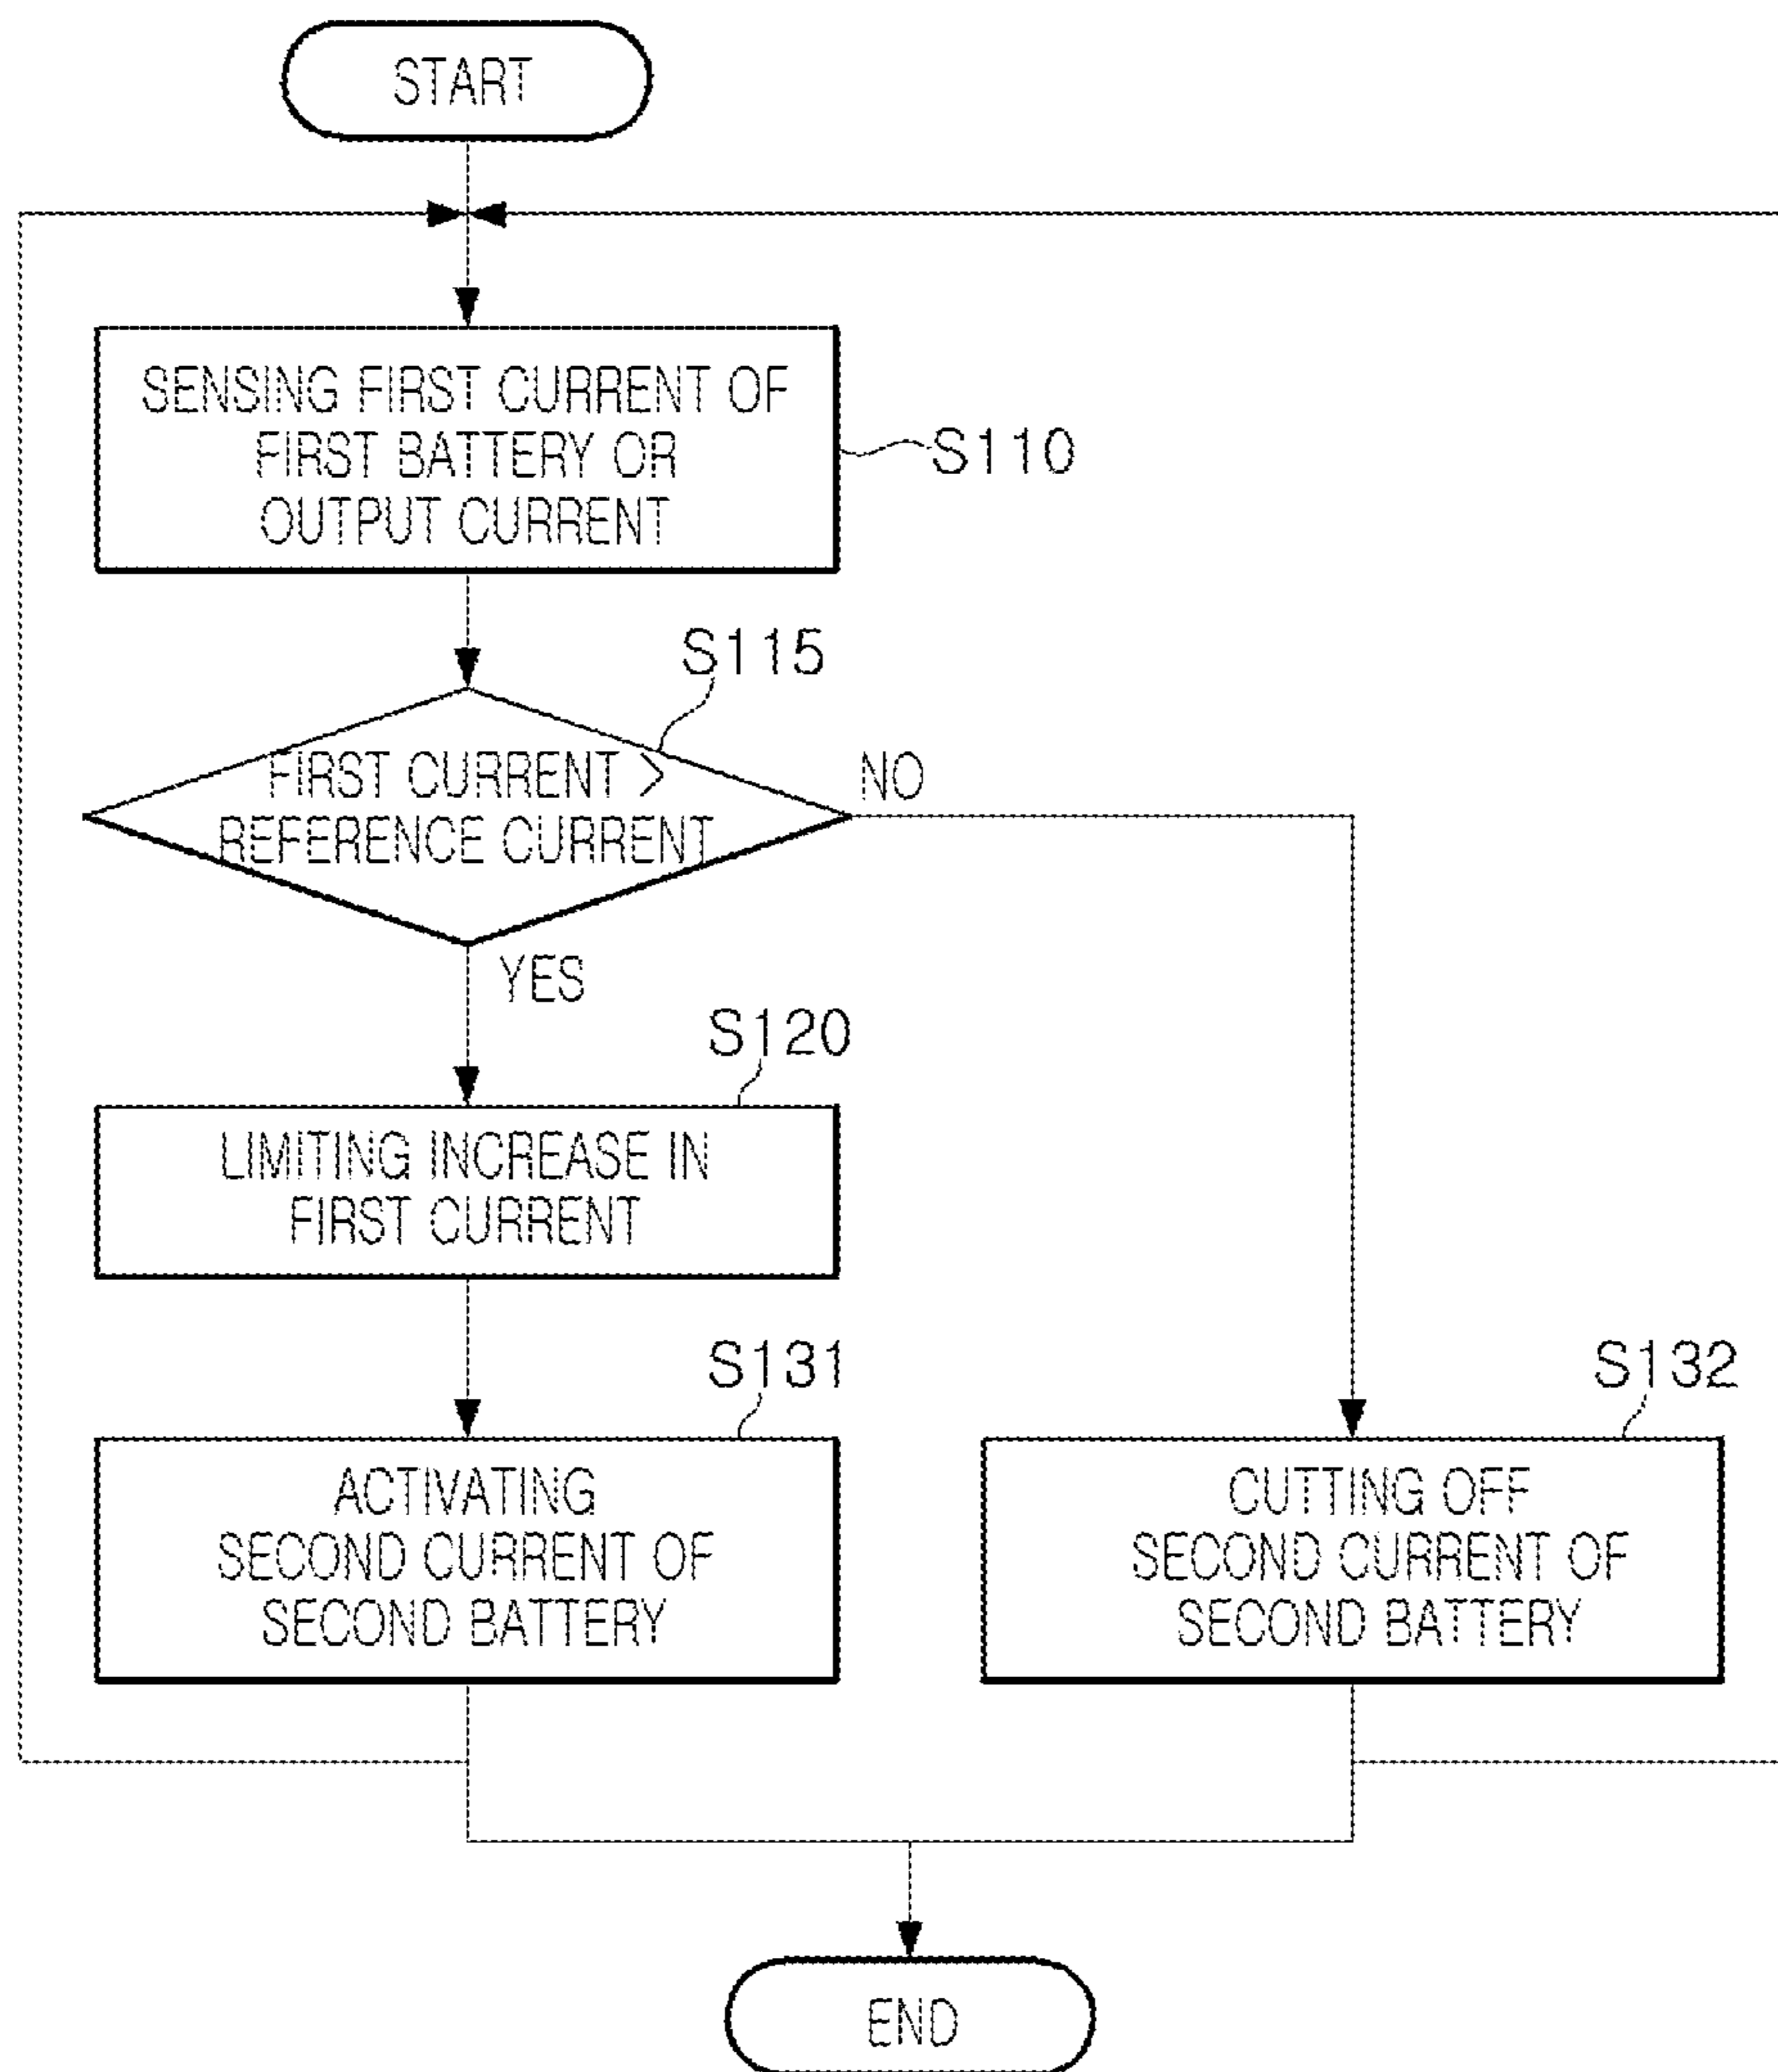 START
SENSING FIRST CURRENT OF
FIRST BATTERY OR
OUTPUT CURRENT
S110
S115
FIRST CURRENT >
REFERENCE CURRENT
NO
YES
S120
LIMITING INCREASE IN
FIRST CURRENT
S131
ACTIVATING
SECOND CURRENT OF
SECOND BATTERY
S132
CUTTING OFF
SECOND CURRENT OF
SECOND BATTERY
END